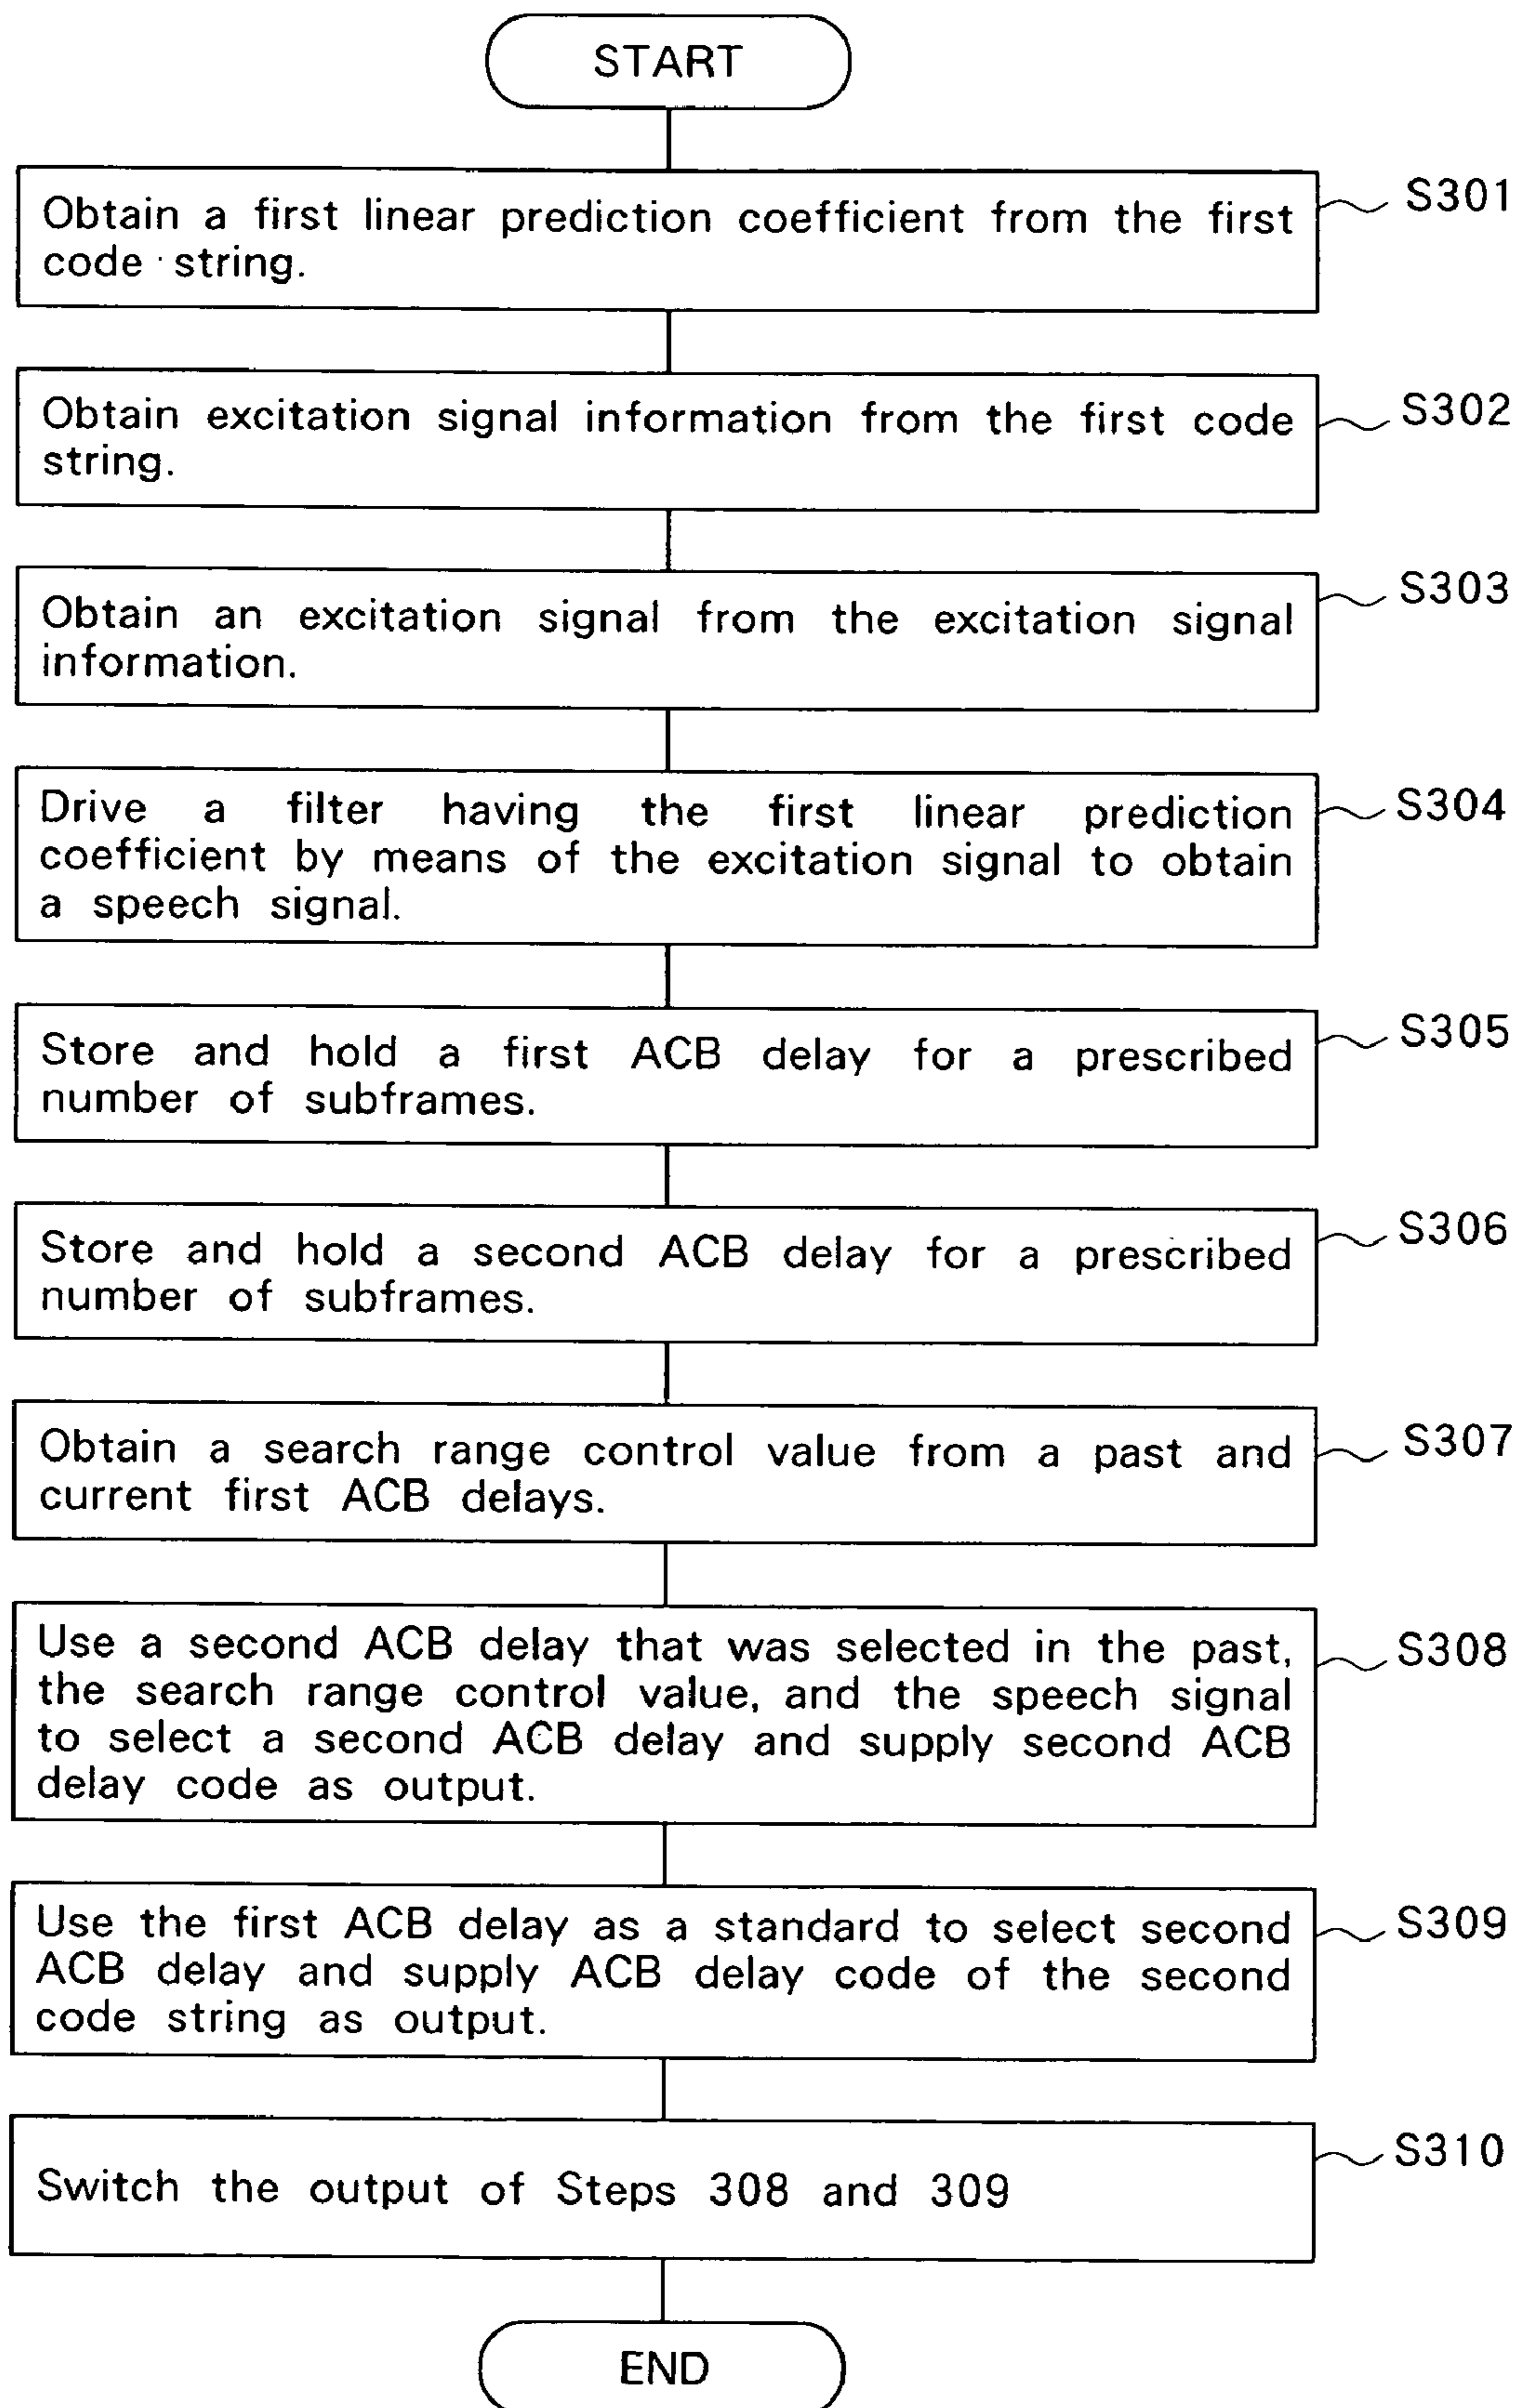 START
Obtain a first linear prediction coefficient from the first
code string.
S301
Obtain excitation signal information from the first code
string.
S302
Obtain an excitation signal from the excitation signal
information.
S303
Drive a filter having the first linear prediction
coefficient by means of the excitation signal to obtain
a speech signal.
S304
Store and hold a first ACB delay for a prescribed
number of subframes.
S305
Store and hold a second ACB delay for a prescribed
number of subframes.
S306
Obtain a search range control value from a past and
current first ACB delays.
S307
Use a second ACB delay that was selected in the past,
the search range control value, and the speech signal
to select a second ACB delay and supply second ACB
delay code as output.
S308
Use the first ACB delay as a standard to select second
ACB delay and supply ACB delay code of the second
code string as output.
S309
Switch the output of Steps 308 and 309
S310
END